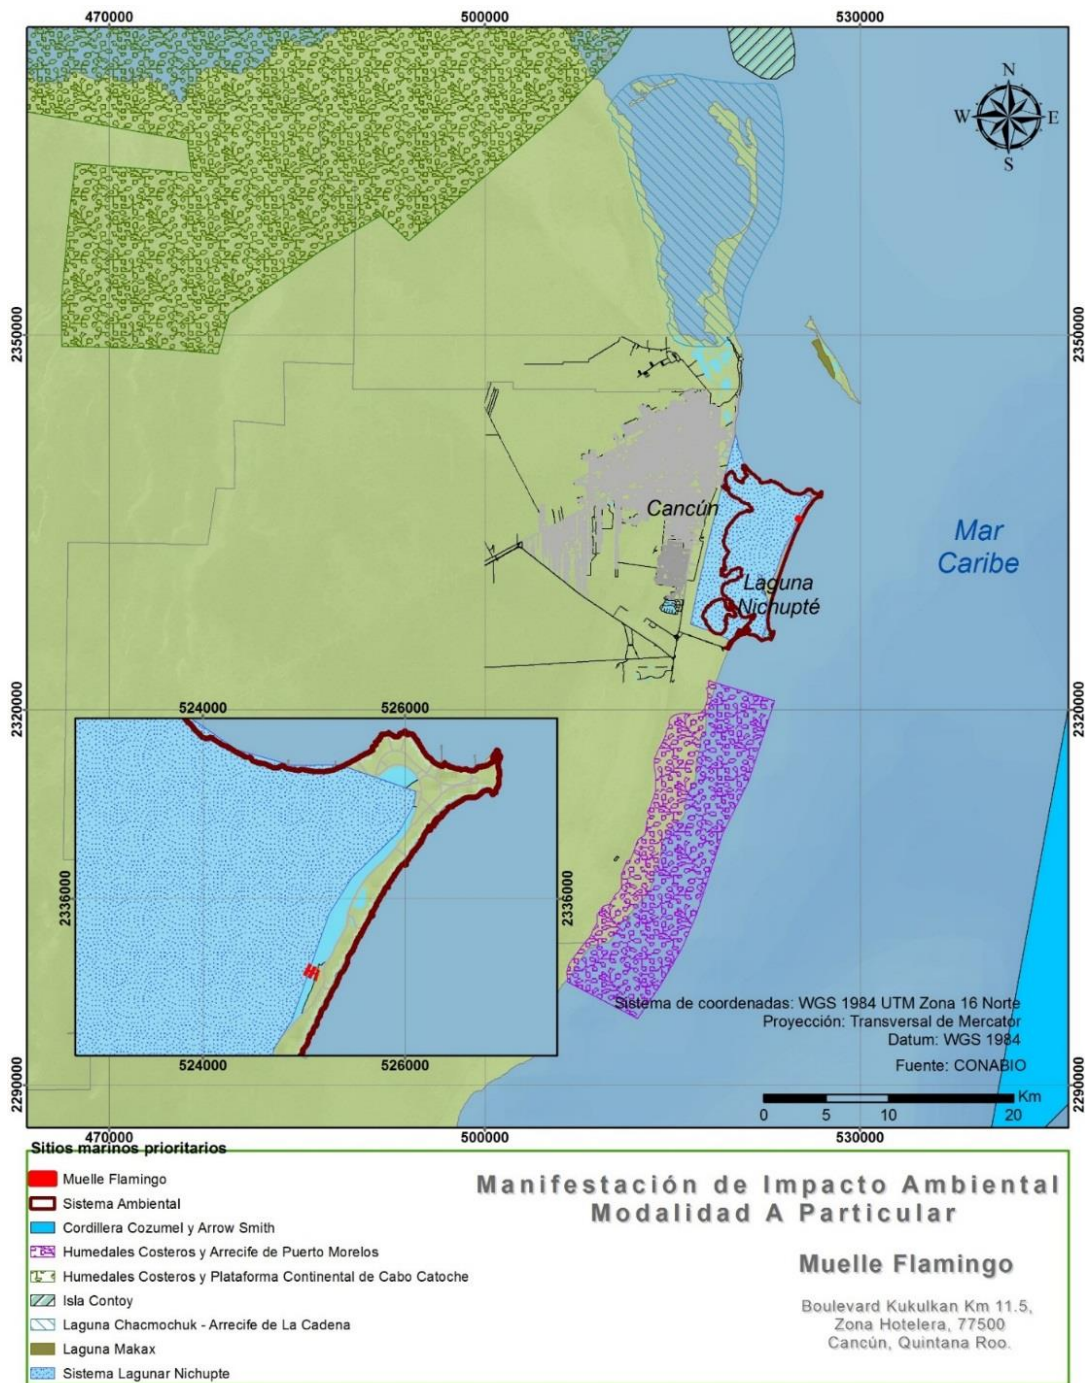 470000
500000
530000
N
W
E
S
2350000
2350000
Cancún
Mar
Caribe
Laguna
Nichupté
2320000
2320000
524000
526000
2336000
2336000
524000
526000
Sistema de coordenadas: WGS 1984 UTM Zona 16 Norte
Proyección: Transversal de Mercator
Datum: WGS 1984
Fuente: CONABIO
2290000
2290000
Km
0
5
10
20
470000
500000
530000
Sitios marinos prioritarios
Muelle Flamingo
Sistema Ambiental
Cordillera Cozumel y Arrow Smith
Humedales Costeros y Arrecife de Puerto Morelos
Humedales Costeros y Plataforma Continental de Cabo Catoche
Isla Contoy
Laguna Chacmochuk - Arrecife de La Cadena
Laguna Makax
Sistema Lagunar Nichupte
Manifestación de Impacto Ambiental
Modalidad A Particular
Muelle Flamingo
Boulevard Kukulkan Km 11.5,
Zona Hotelera, 77500
Cancún, Quintana Roo.